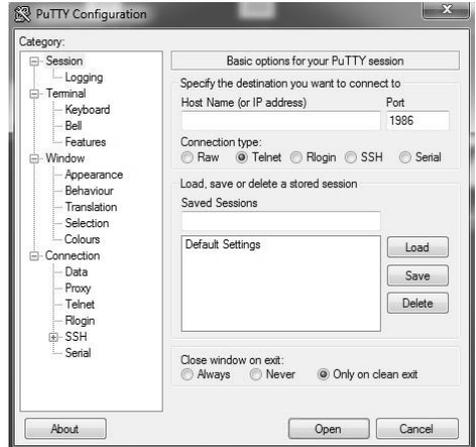 PuTTY Configuration
Category:
Session
Logging
Terminal
Keyboard
Bell
Features
Window
Appearance
Behaviour
Translation
Selection
Colours
Connection
Data
Proxy
Telnet
Rlogin
SSH
Serial
Basic options for your PuTTY session
Specify the destination you want to connect to
Host Name (or IP address) Port
1986
Connection type:
Raw Telnet Rlogin SSH Serial
Load, save or delete a stored session
Saved Sessions
Default Settings
Load
Save
Delete
Close window on exit:
Always Never Only on clean exit
About Open Cancel